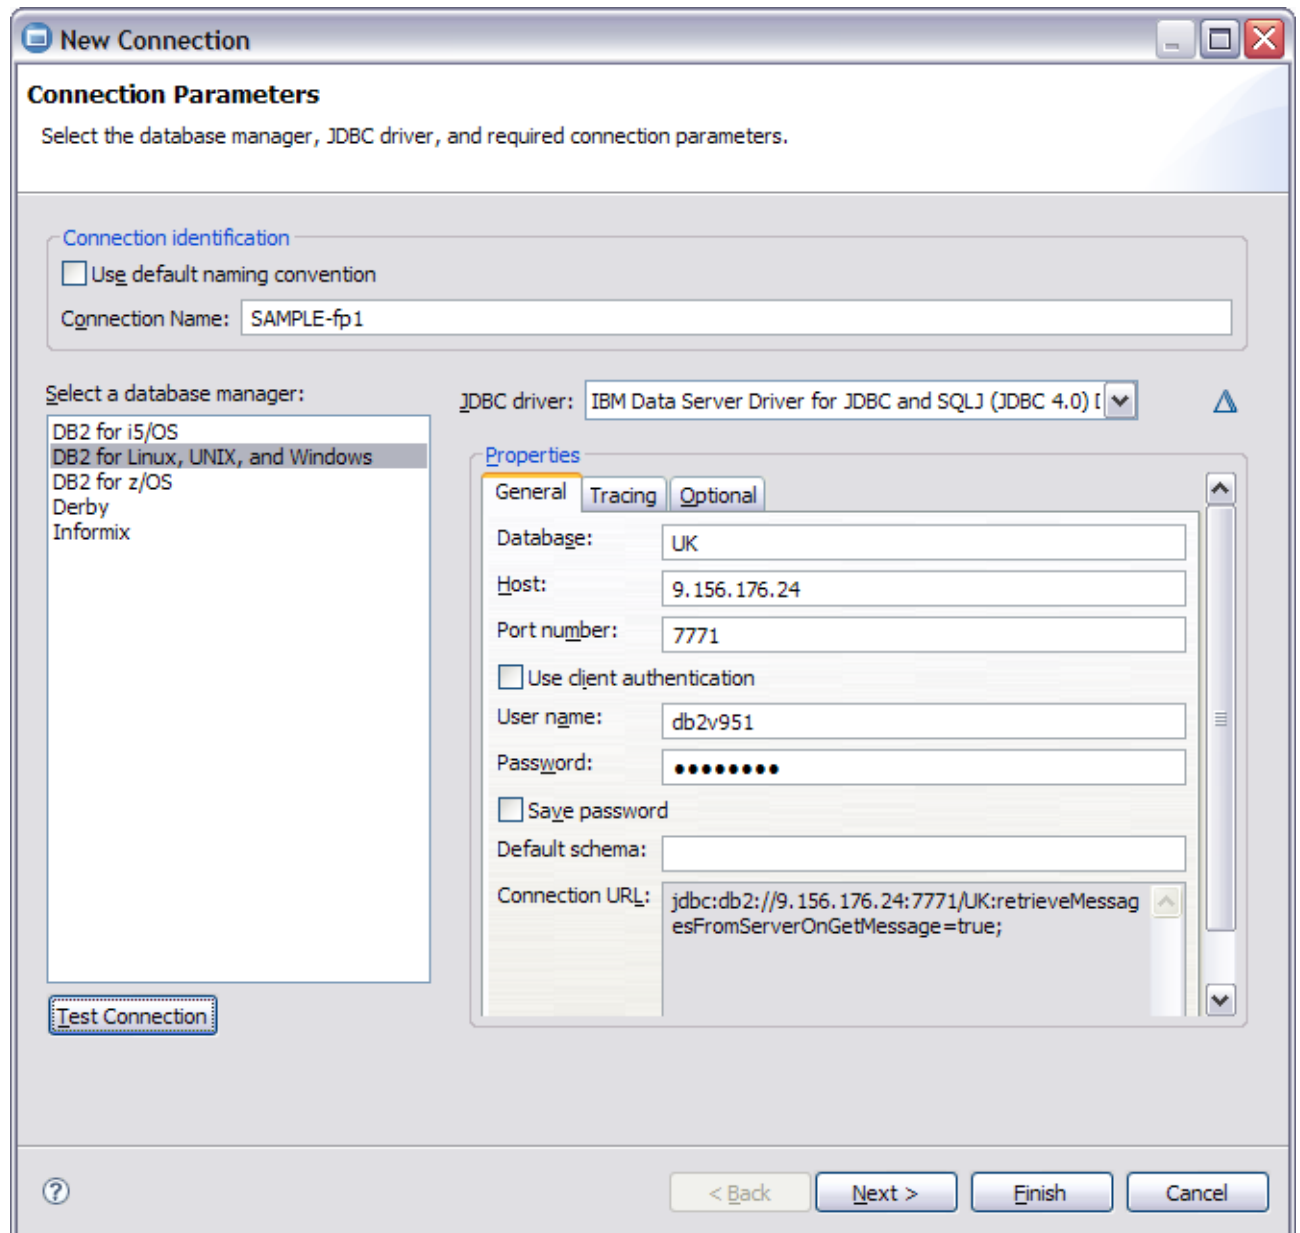 New Connection
Connection Parameters
Select the database manager, JDBC driver, and required connection parameters.
Connection identification
Use default naming convention
Connection Name: SAMPLE-fp1
Select a database manager:
DB2 for i5/OS
DB2 for Linux, UNIX, and Windows
DB2 for z/OS
Derby
Informix
Test Connection
JDBC driver: IBM Data Server Driver for JDBC and SQLJ (JDBC 4.0) [
Properties
General Tracing Optional
Database: UK
Host: 9.156.176.24
Port number: 7771
Use client authentication
User name: db2v951
Password: ●●●●●●●●
Save password
Default schema:
Connection URL: jdbc:db2://9.156.176.24:7771/UK:retrieveMessag
esFromServerOnGetMessage=true;
? < Back Next > Finish Cancel